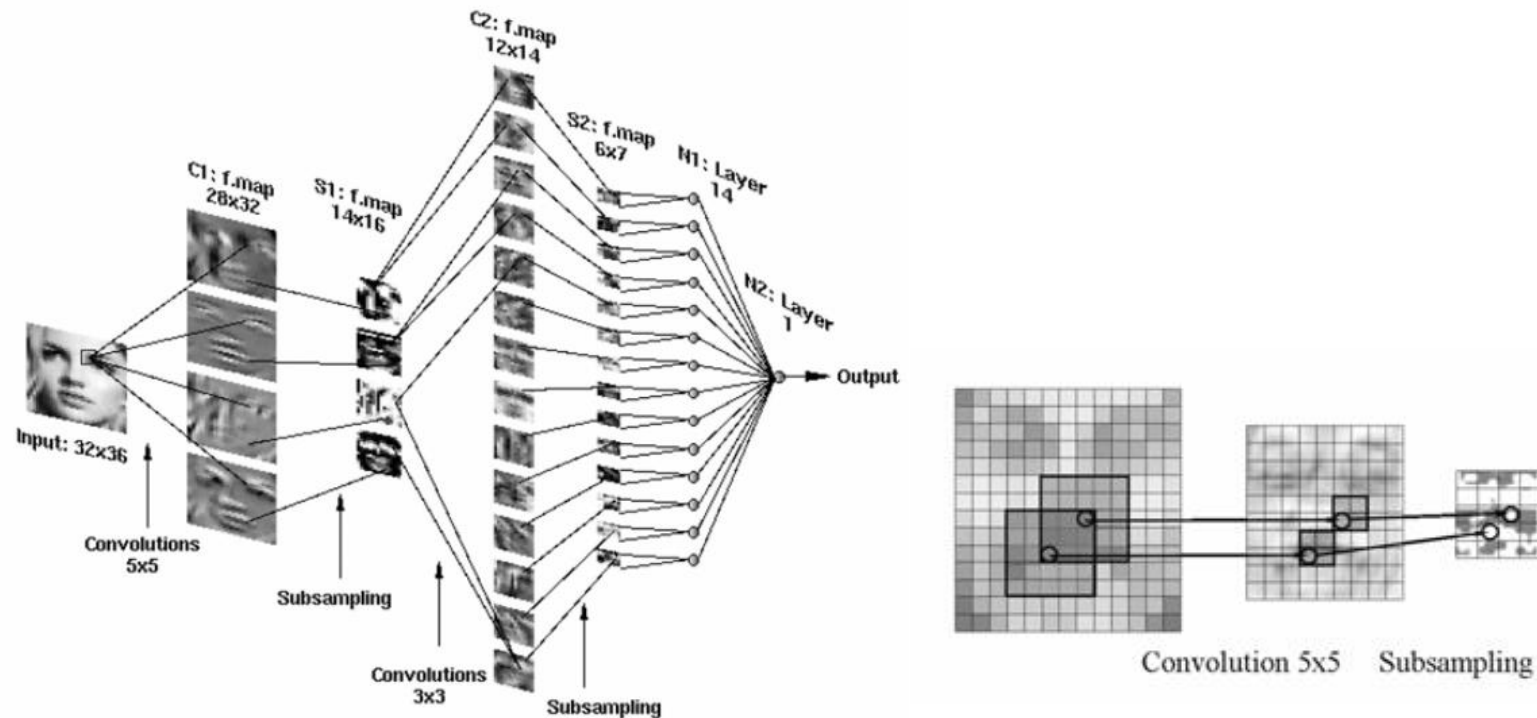 C2: f.map
12x14
S2: f.map
6x7
N1: Layer
14
C1: f.map
28x32
S1: f.map
14x16
N2: Layer
1
Output
Input: 32x36
Convolutions
5x5
Subsampling
Convolutions
3x3
Subsampling
Convolution 5x5
Subsampling